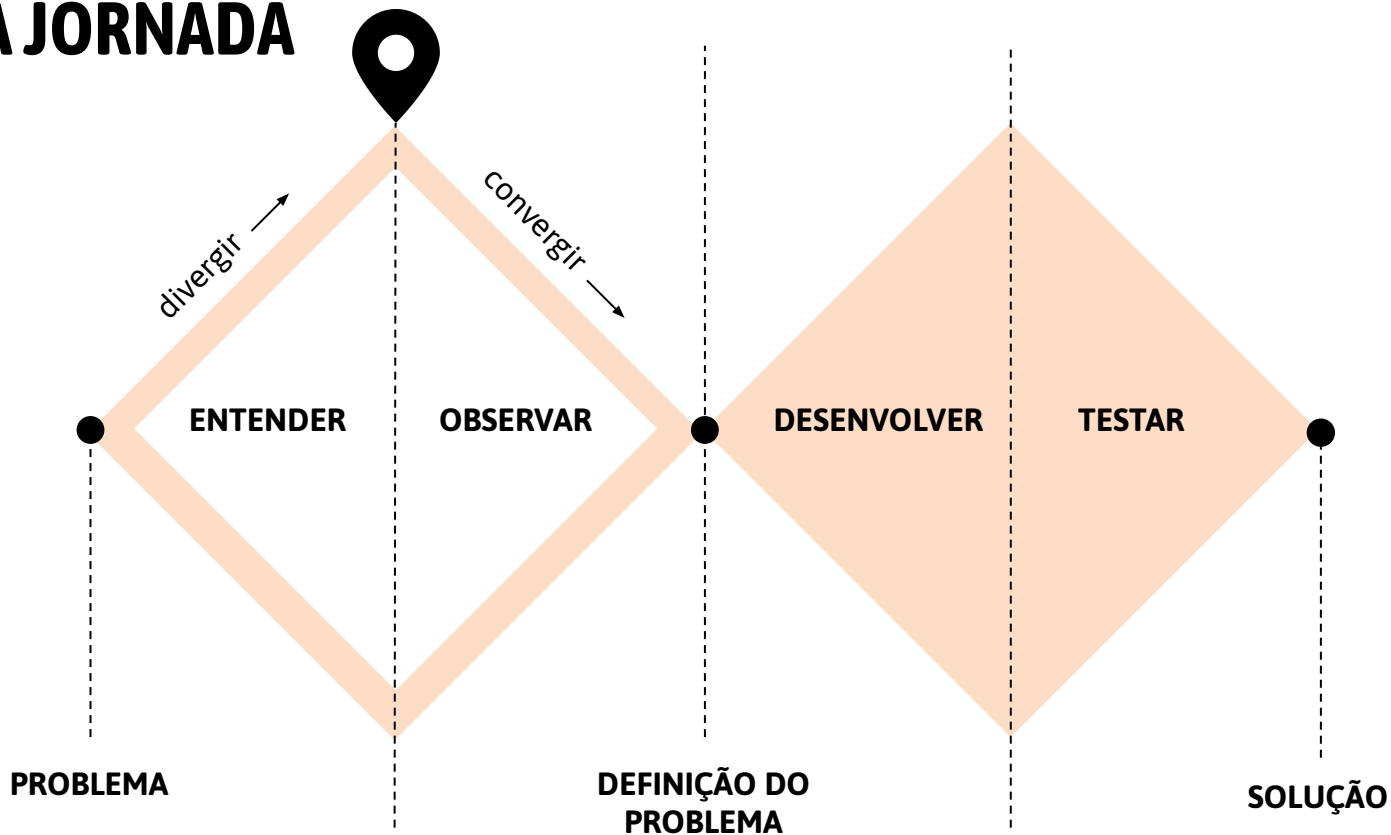 A JORNADA
divergir
convergir
ENTENDER
OBSERVAR
DESENVOLVER
TESTAR
PROBLEMA
DEFINIÇÃO DO
PROBLEMA
SOLUÇÃO